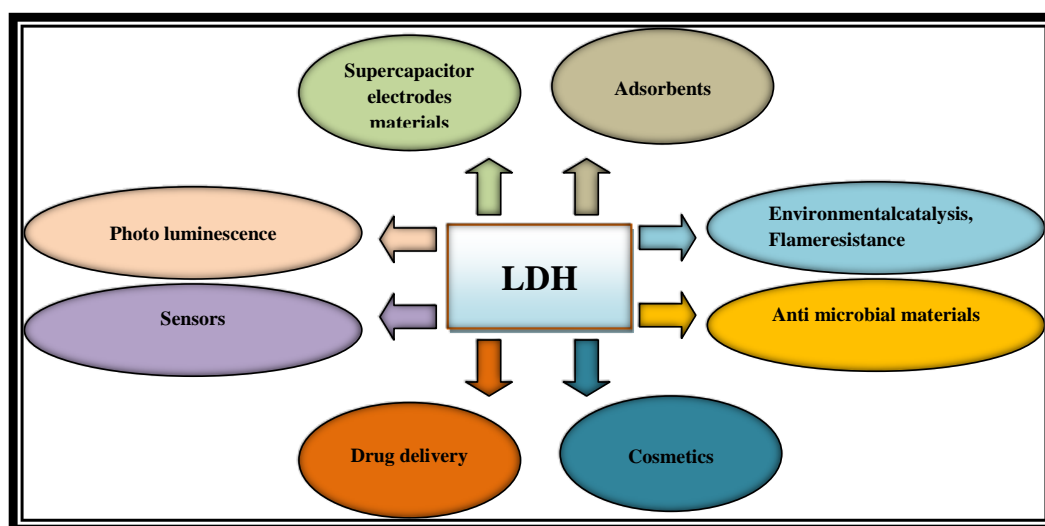 Supercapacitor
electrodes
materials
Adsorbents
Photo luminescence
Environmentalcatalysis,
Flameresistance
LDH
Sensors
Anti microbial materials
Drug delivery
Cosmetics